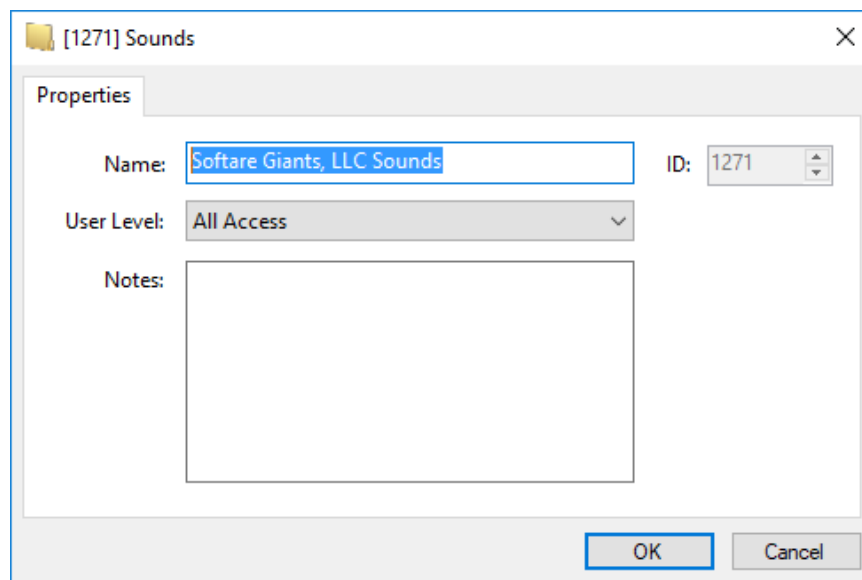 [1271] Sounds
Properties
Name: Softare Giants, LLC Sounds ID: 1271
User Level: All Access
Notes:
OK Cancel